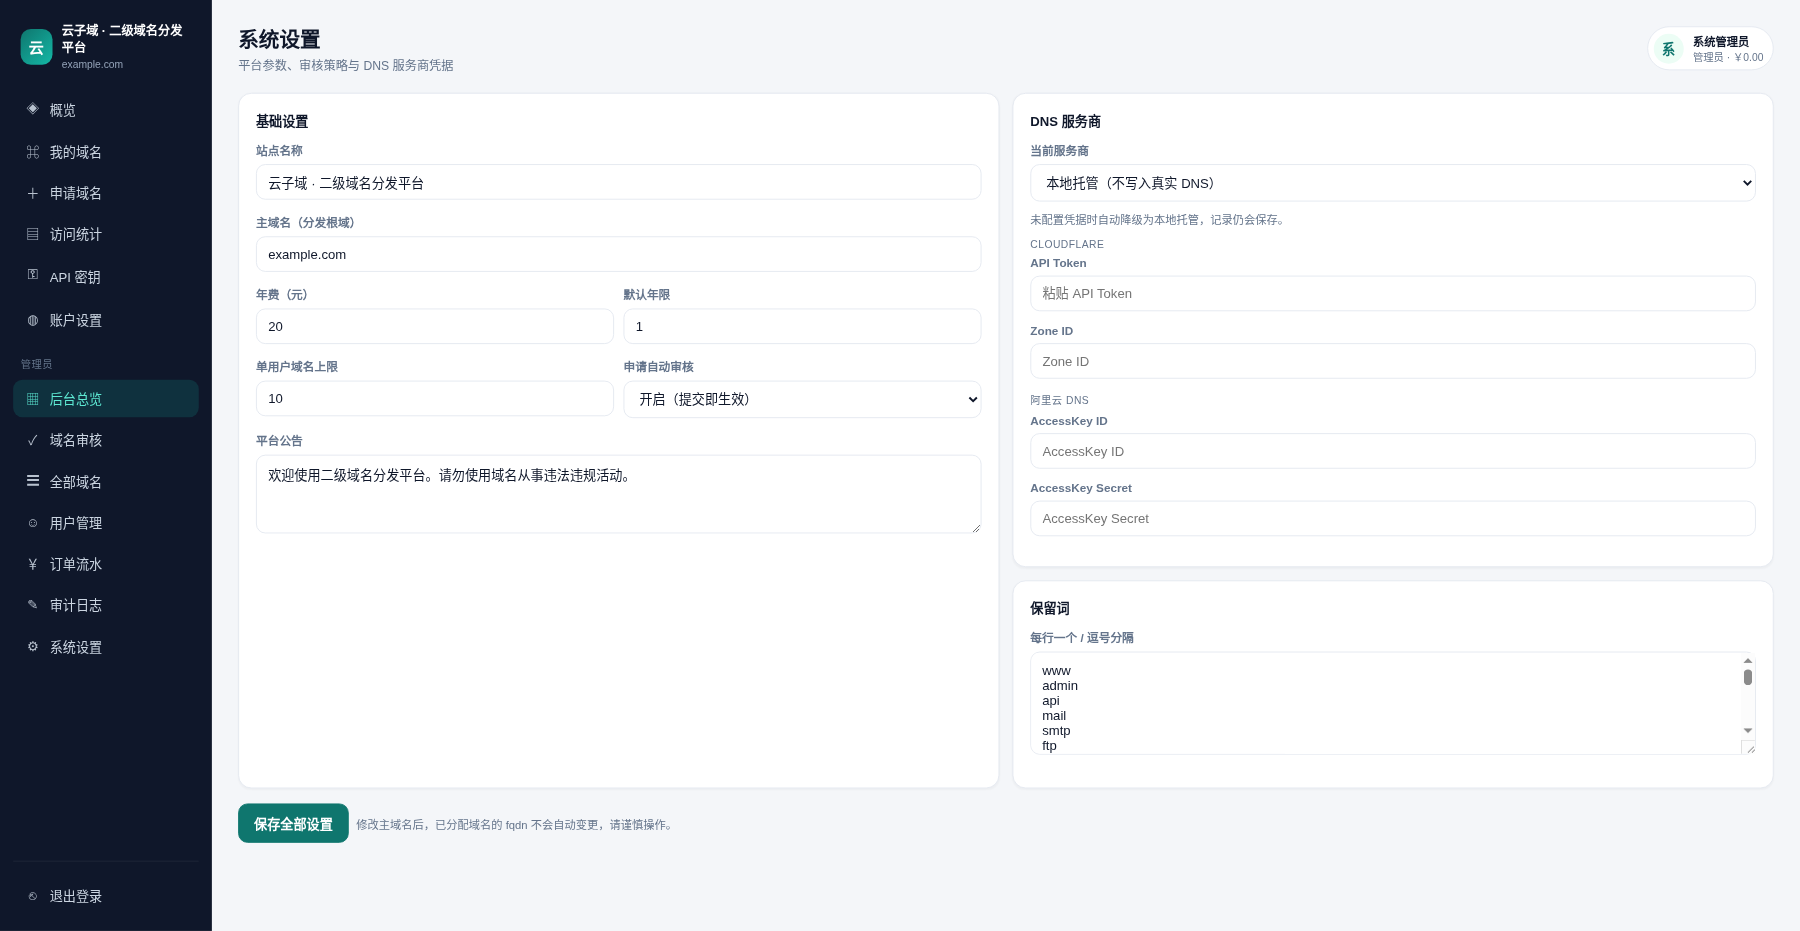 云
云子域 · 二级域名分发
平台
example.com
概览
我的域名
申请域名
访问统计
API 密钥
账户设置
管理员
后台总览
域名审核
全部域名
用户管理
¥ 订单流水
审计日志
系统设置
退出登录
系统设置
平台参数、审核策略与 DNS 服务商凭据
系
系统管理员
管理员 · ¥0.00
基础设置
站点名称
云子域 · 二级域名分发平台
主域名（分发根域）
example.com
年费（元）
默认年限
20
1
单用户域名上限
申请自动审核
10
开启（提交即生效）
平台公告
欢迎使用二级域名分发平台。请勿使用域名从事违法违规活动。
DNS 服务商
当前服务商
本地托管（不写入真实 DNS）
未配置凭据时自动降级为本地托管，记录仍会保存。
CLOUDFLARE
API Token
粘贴 API Token
Zone ID
Zone ID
阿里云 DNS
AccessKey ID
AccessKey ID
AccessKey Secret
AccessKey Secret
保留词
每行一个 / 逗号分隔
www
admin
api
mail
smtp
ftp
保存全部设置
修改主域名后，已分配域名的 fqdn 不会自动变更，请谨慎操作。